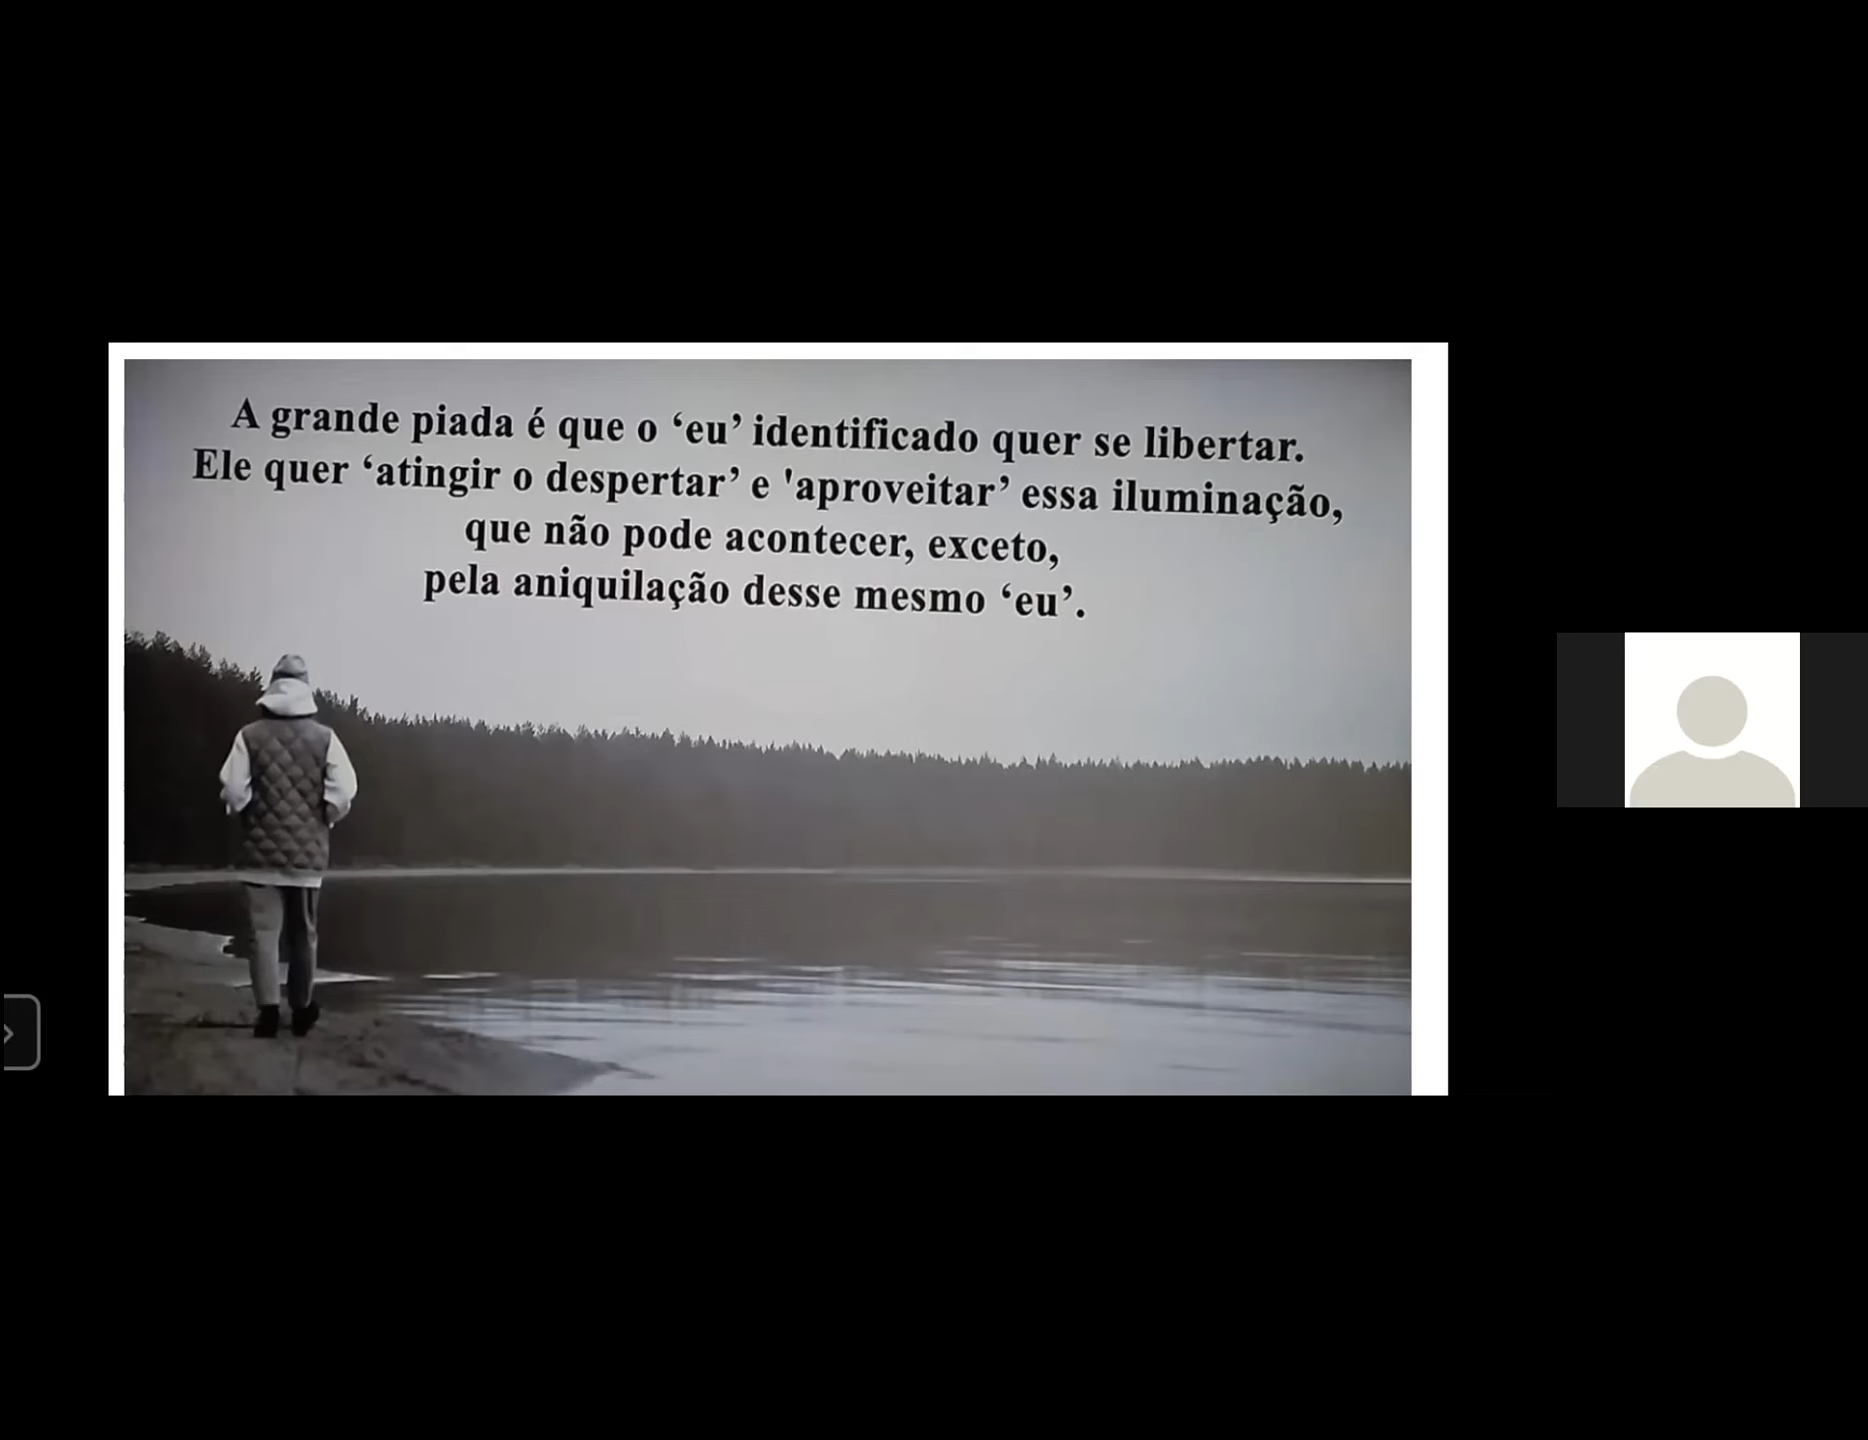 A grande piada é que o ‘eu’ identificado quer se libertar.
Ele quer ‘atingir o despertar’ e 'aproveitar’ essa iluminação,
que não pode acontecer, exceto,
pela aniquilação desse mesmo ‘eu’.